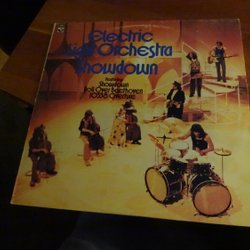 Electric
Light Orchestra
Showdown
featuring
Showdown
Roll Over Beethoven
10538 Overture